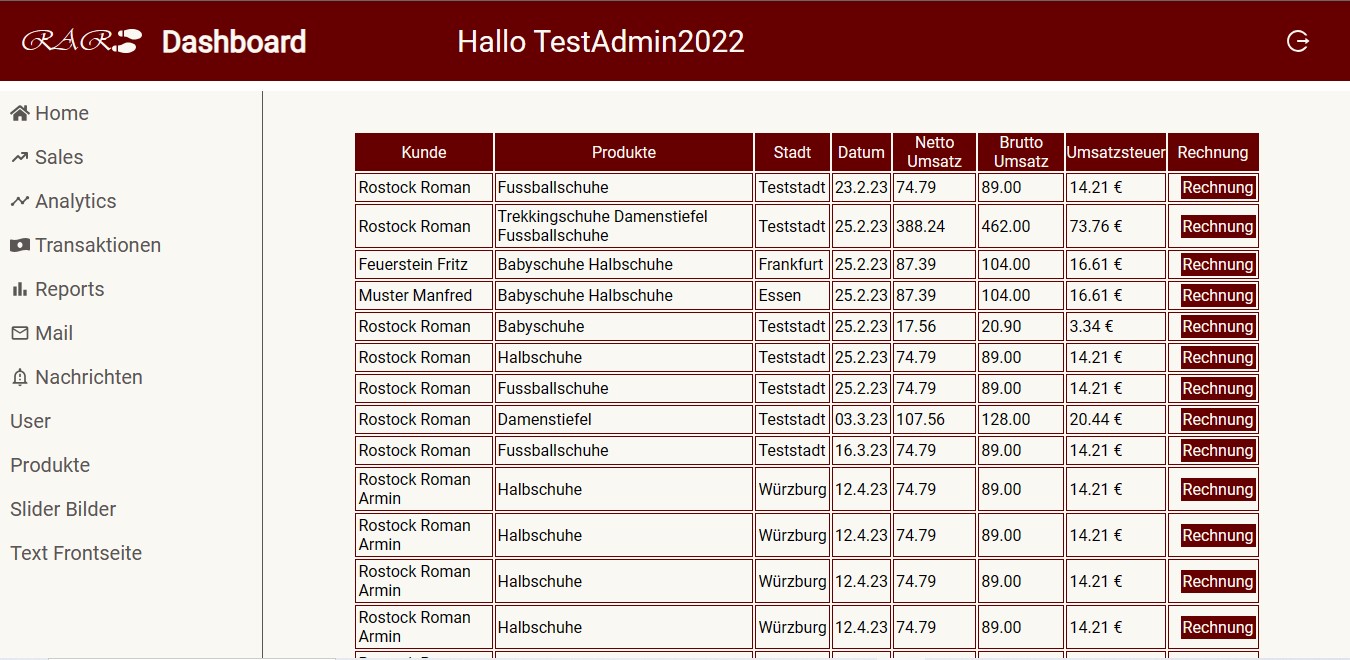 RAR Dashboard Hallo TestAdmin2022
Home
Sales
Analytics
Transaktionen
Reports
Mail
Nachrichten
User
Produkte
Slider Bilder
Text Frontseite
Kunde Produkte Stadt Datum Netto Umsatz Brutto Umsatz Umsatzsteuer Rechnung
Rostock Roman Fussballschuhe Teststadt 23.2.23 74.79 89.00 14.21 € Rechnung
Rostock Roman Trekkingschuhe Damenstiefel Fussballschuhe Teststadt 25.2.23 388.24 462.00 73.76 € Rechnung
Feuerstein Fritz Babyschuhe Halbschuhe Frankfurt 25.2.23 87.39 104.00 16.61 € Rechnung
Muster Manfred Babyschuhe Halbschuhe Essen 25.2.23 87.39 104.00 16.61 € Rechnung
Rostock Roman Babyschuhe Teststadt 25.2.23 17.56 20.90 3.34 € Rechnung
Rostock Roman Halbschuhe Teststadt 25.2.23 74.79 89.00 14.21 € Rechnung
Rostock Roman Fussballschuhe Teststadt 25.2.23 74.79 89.00 14.21 € Rechnung
Rostock Roman Damenstiefel Teststadt 03.3.23 107.56 128.00 20.44 € Rechnung
Rostock Roman Fussballschuhe Teststadt 16.3.23 74.79 89.00 14.21 € Rechnung
Rostock Roman Armin Halbschuhe Würzburg 12.4.23 74.79 89.00 14.21 € Rechnung
Rostock Roman Armin Halbschuhe Würzburg 12.4.23 74.79 89.00 14.21 € Rechnung
Rostock Roman Armin Halbschuhe Würzburg 12.4.23 74.79 89.00 14.21 € Rechnung
Rostock Roman Armin Halbschuhe Würzburg 12.4.23 74.79 89.00 14.21 € Rechnung